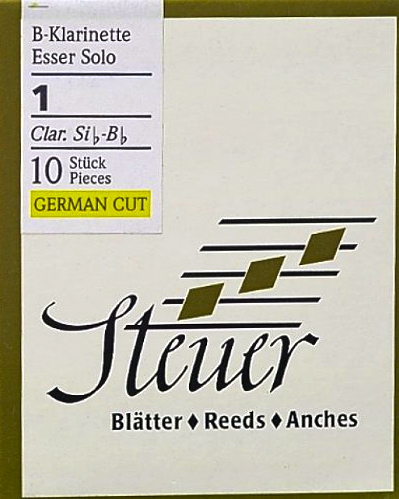 B-Klarinette
Esser Solo
1
Clar. Si♭-B♭
10 Stück
Pieces
GERMAN CUT
Steuer
Blätter ♦ Reeds ♦ Anches